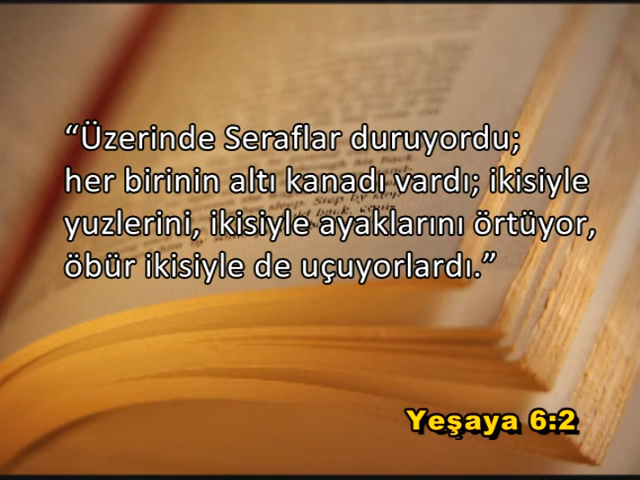 “Üzerinde Seraflar duruyordu;
her birinin altı kanadı vardı; ikisiyle
yuzlerini, ikisiyle ayaklarını örtüyor,
öbür ikisiyle de uçuyorlardı.”
Yeşaya 6:2